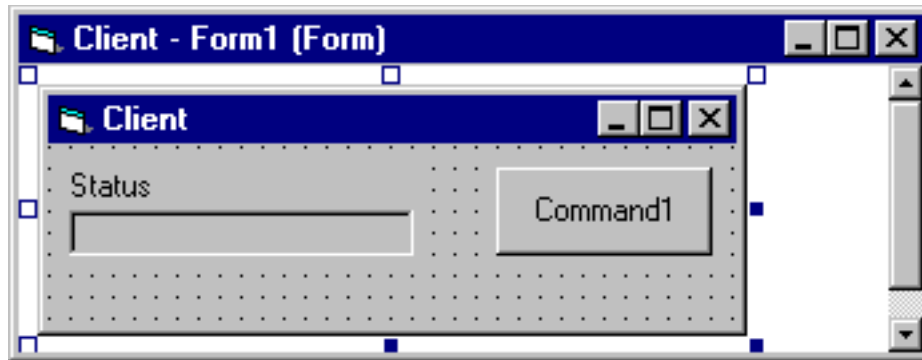 Client - Form1 (Form)
Client
Status
Command1